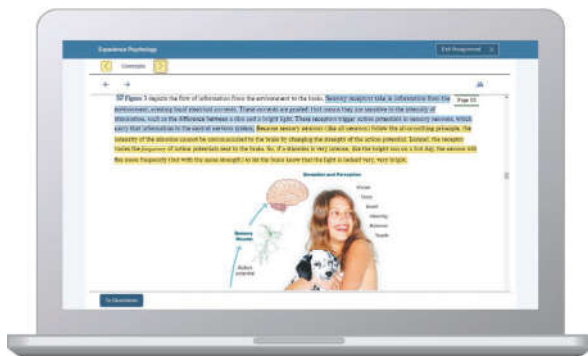 Experience Psychology
Exit Assignment
Contents
Figure 3 depicts the flow of information from the environment to the brain. Sensory receptors take in information from the
Page 83
environment, creating local electrical currents. These currents are graded; that means they are sensitive to the intensity of
stimulation, such as the difference between a dim and a bright light. These receptors trigger action potentials in sensory neurons, which
carry that information to the central nervous system. Because sensory neurons (like all neurons) follow the all-or-nothing principle, the
intensity of the stimulus cannot be communicated to the brain by changing the strength of the action potential. Instead, the receptor
varies the frequency of action potentials sent to the brain. So, if a stimulus is very intense, like the bright sun on a hot day, the neuron will
fire more frequently (but with the same strength) to let the brain know that the light is indeed very, very bright.
Sensation and Perception
Vision
Taste
Smell
Hearing
Balance
Touch
Sensory
Neuron
Action
potential
To Questions